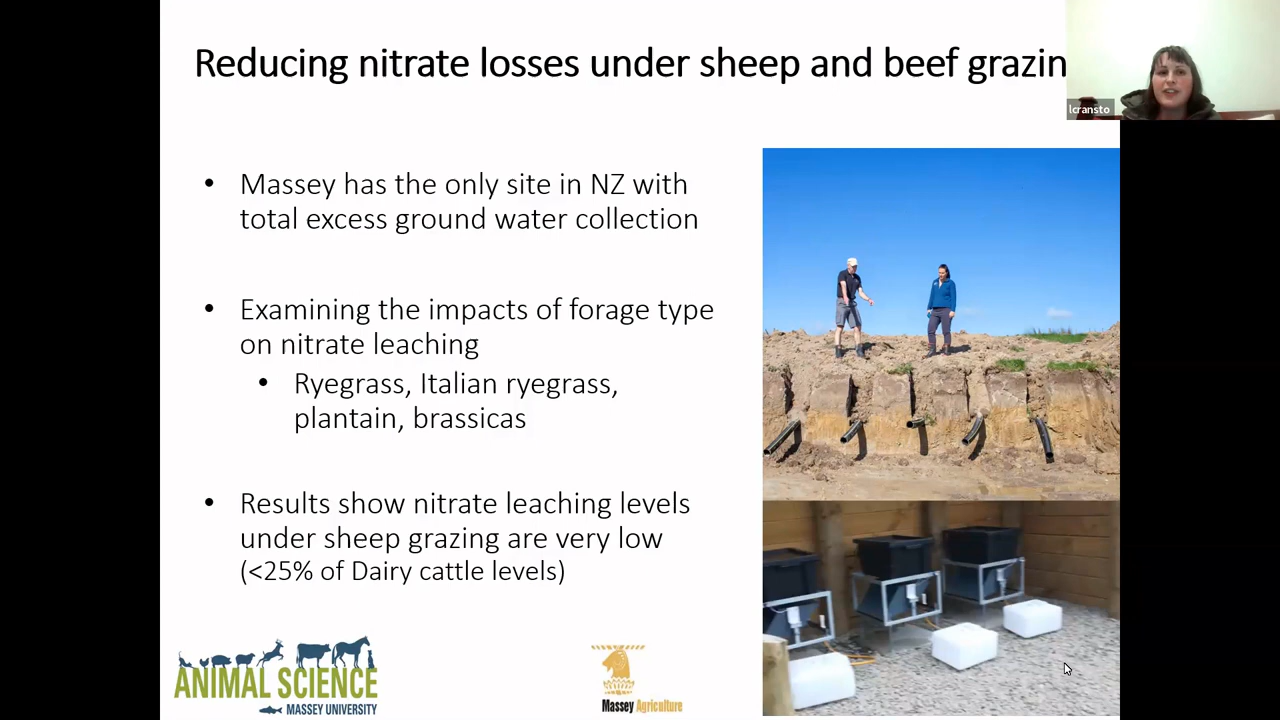 Reducing nitrate losses under sheep and beef grazin
lcransto
• Massey has the only site in NZ with
total excess ground water collection
• Examining the impacts of forage type
on nitrate leaching
• Ryegrass, Italian ryegrass,
plantain, brassicas
• Results show nitrate leaching levels
under sheep grazing are very low
(<25% of Dairy cattle levels)
ANIMAL SCIENCE
MASSEY UNIVERSITY
Massey Agriculture